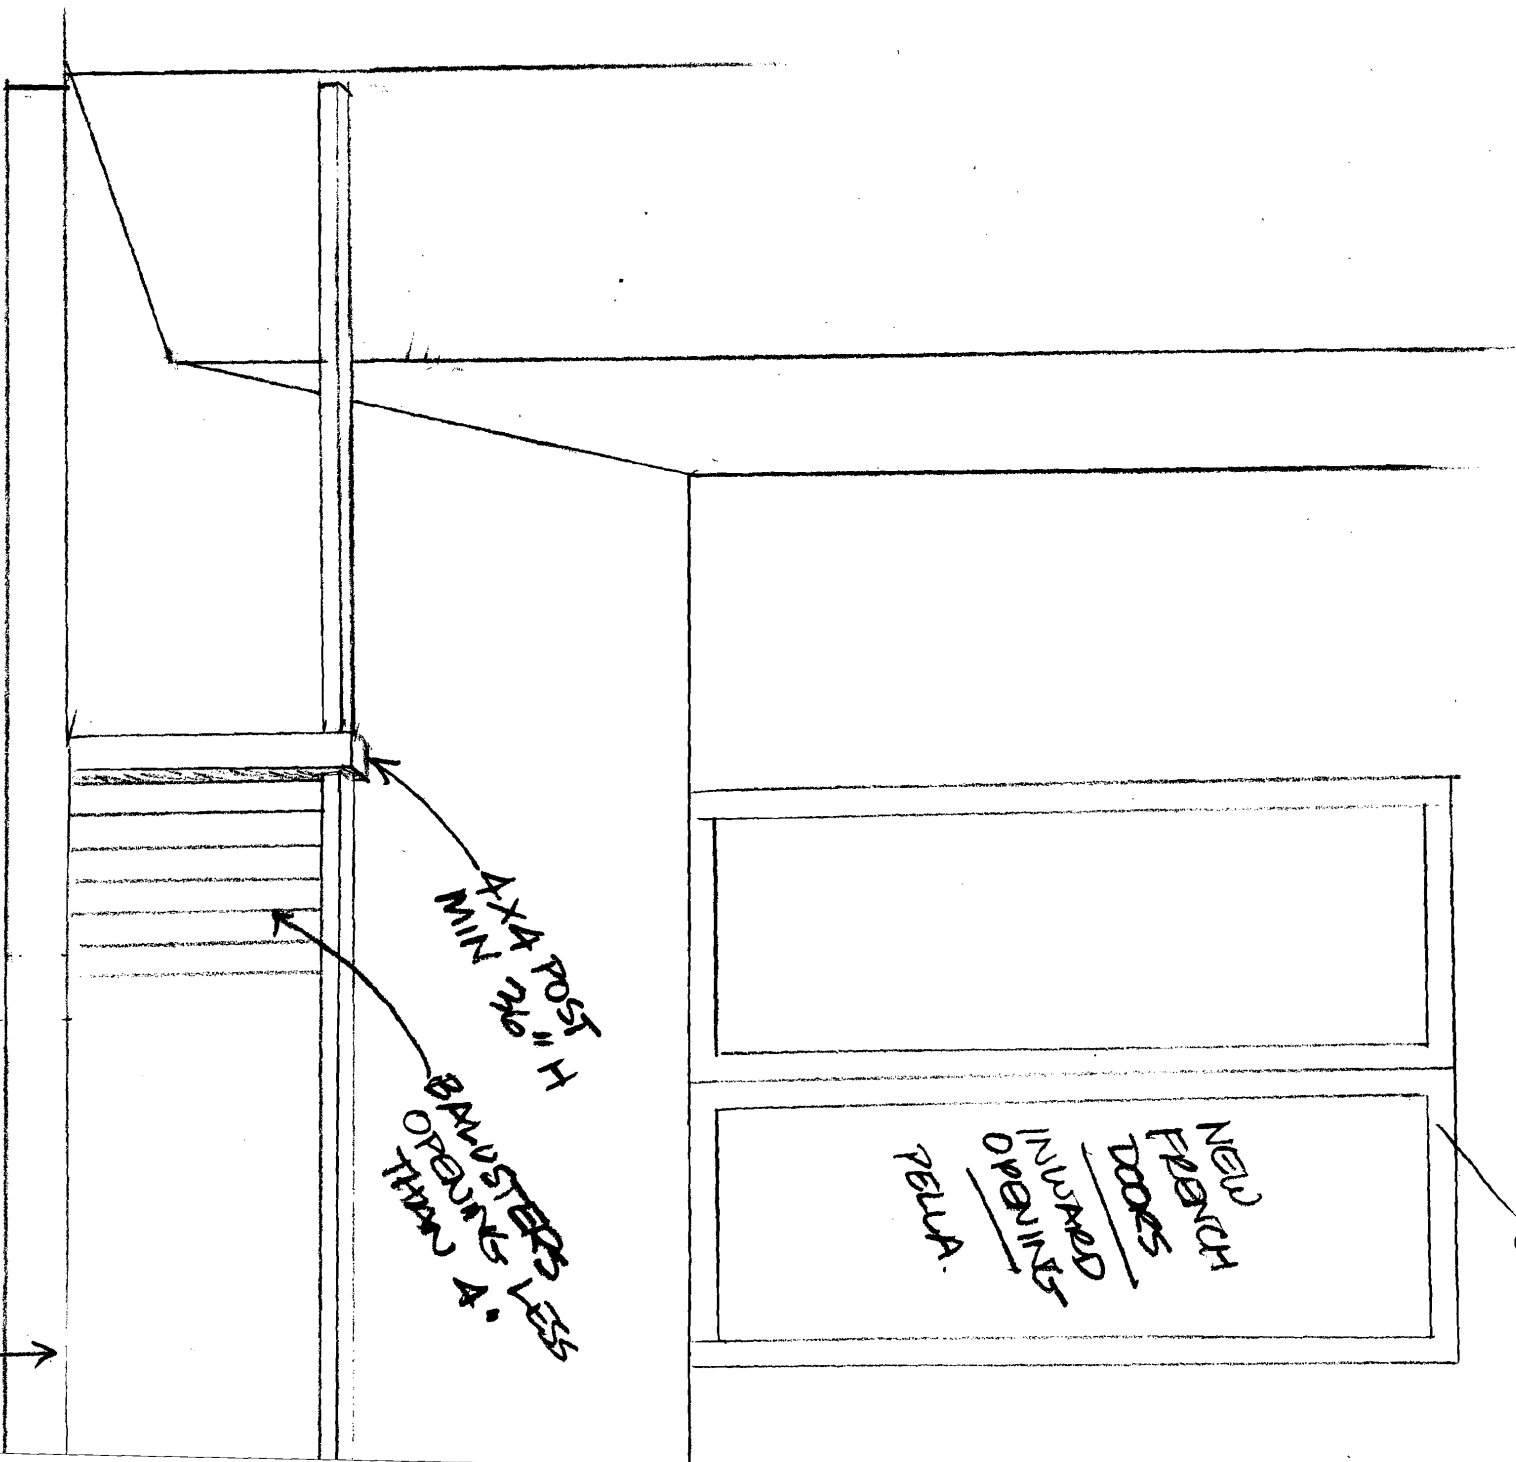 NEW
FRENCH
DOORS
INWARD
OPENING
PELLA.
4X4 POST
MIN 36" H
BALUSTERS
OPENING LESS
THAN 4"